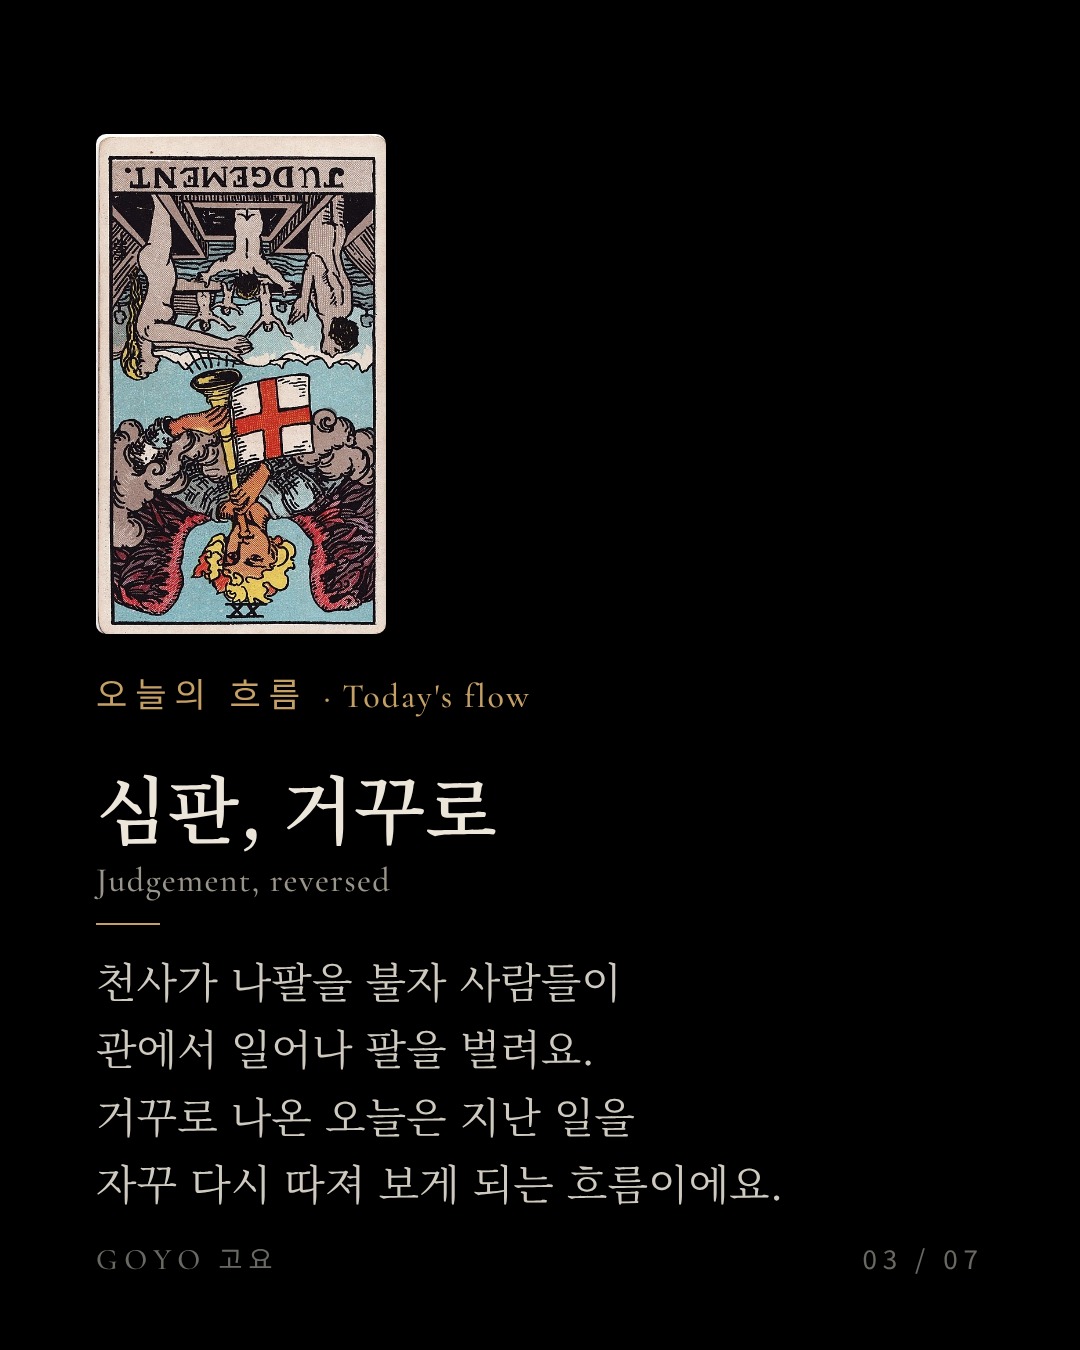 JUDGEMENT.
XX
오늘의 흐름 · Today's flow
심판, 거꾸로
Judgement, reversed
천사가 나팔을 불자 사람들이
관에서 일어나 팔을 벌려요.
거꾸로 나온 오늘은 지난 일을
자꾸 다시 따져 보게 되는 흐름이에요.
GOYO 고요
03 / 07